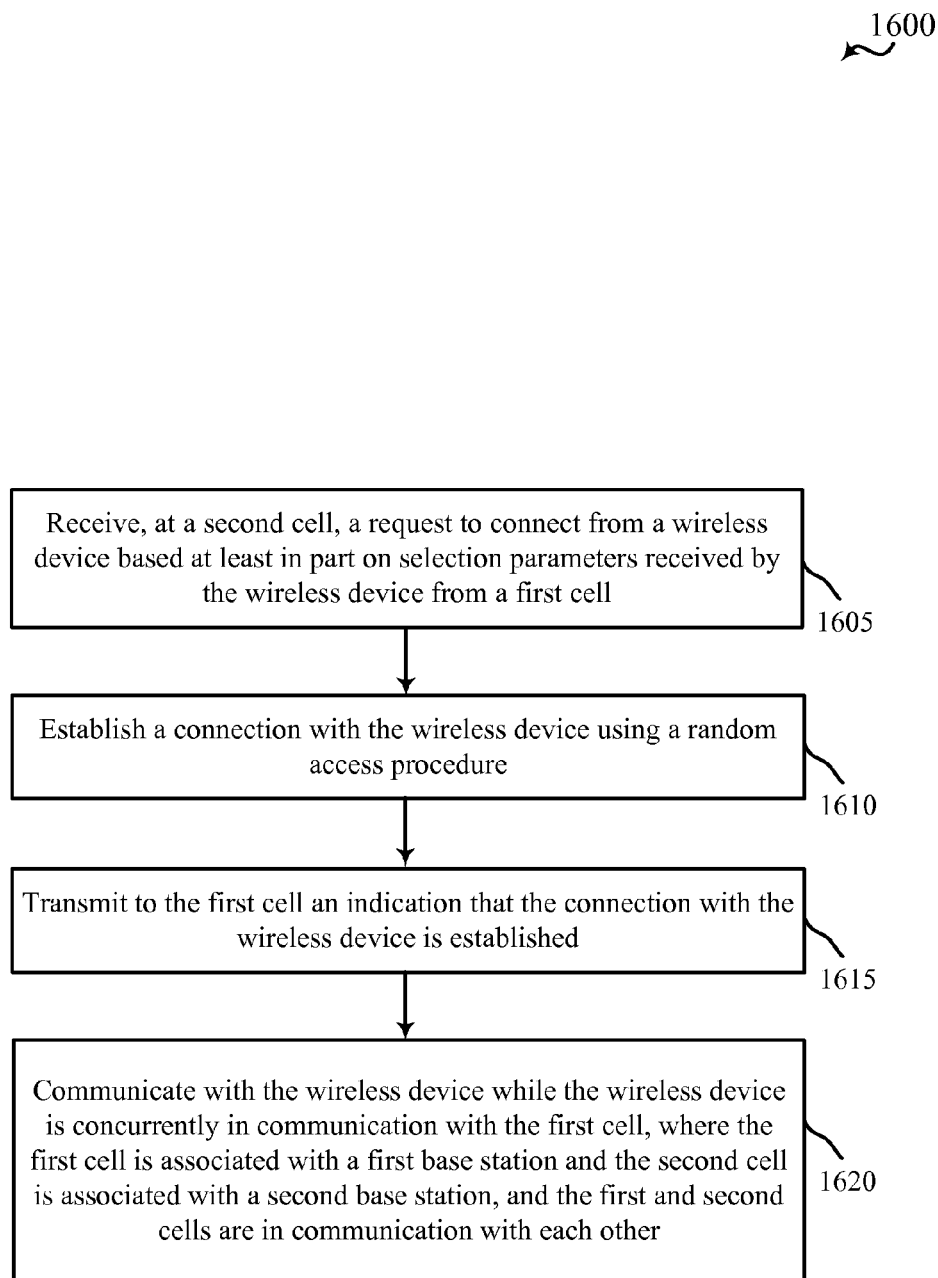 1600
Receive, at a second cell, a request to connect from a wireless
device based at least in part on selection parameters received by
the wireless device from a first cell
1605
Establish a connection with the wireless device using a random
access procedure
1610
Transmit to the first cell an indication that the connection with the
wireless device is established
1615
Communicate with the wireless device while the wireless device
is concurrently in communication with the first cell, where the
first cell is associated with a first base station and the second cell
is associated with a second base station, and the first and second
cells are in communication with each other
1620